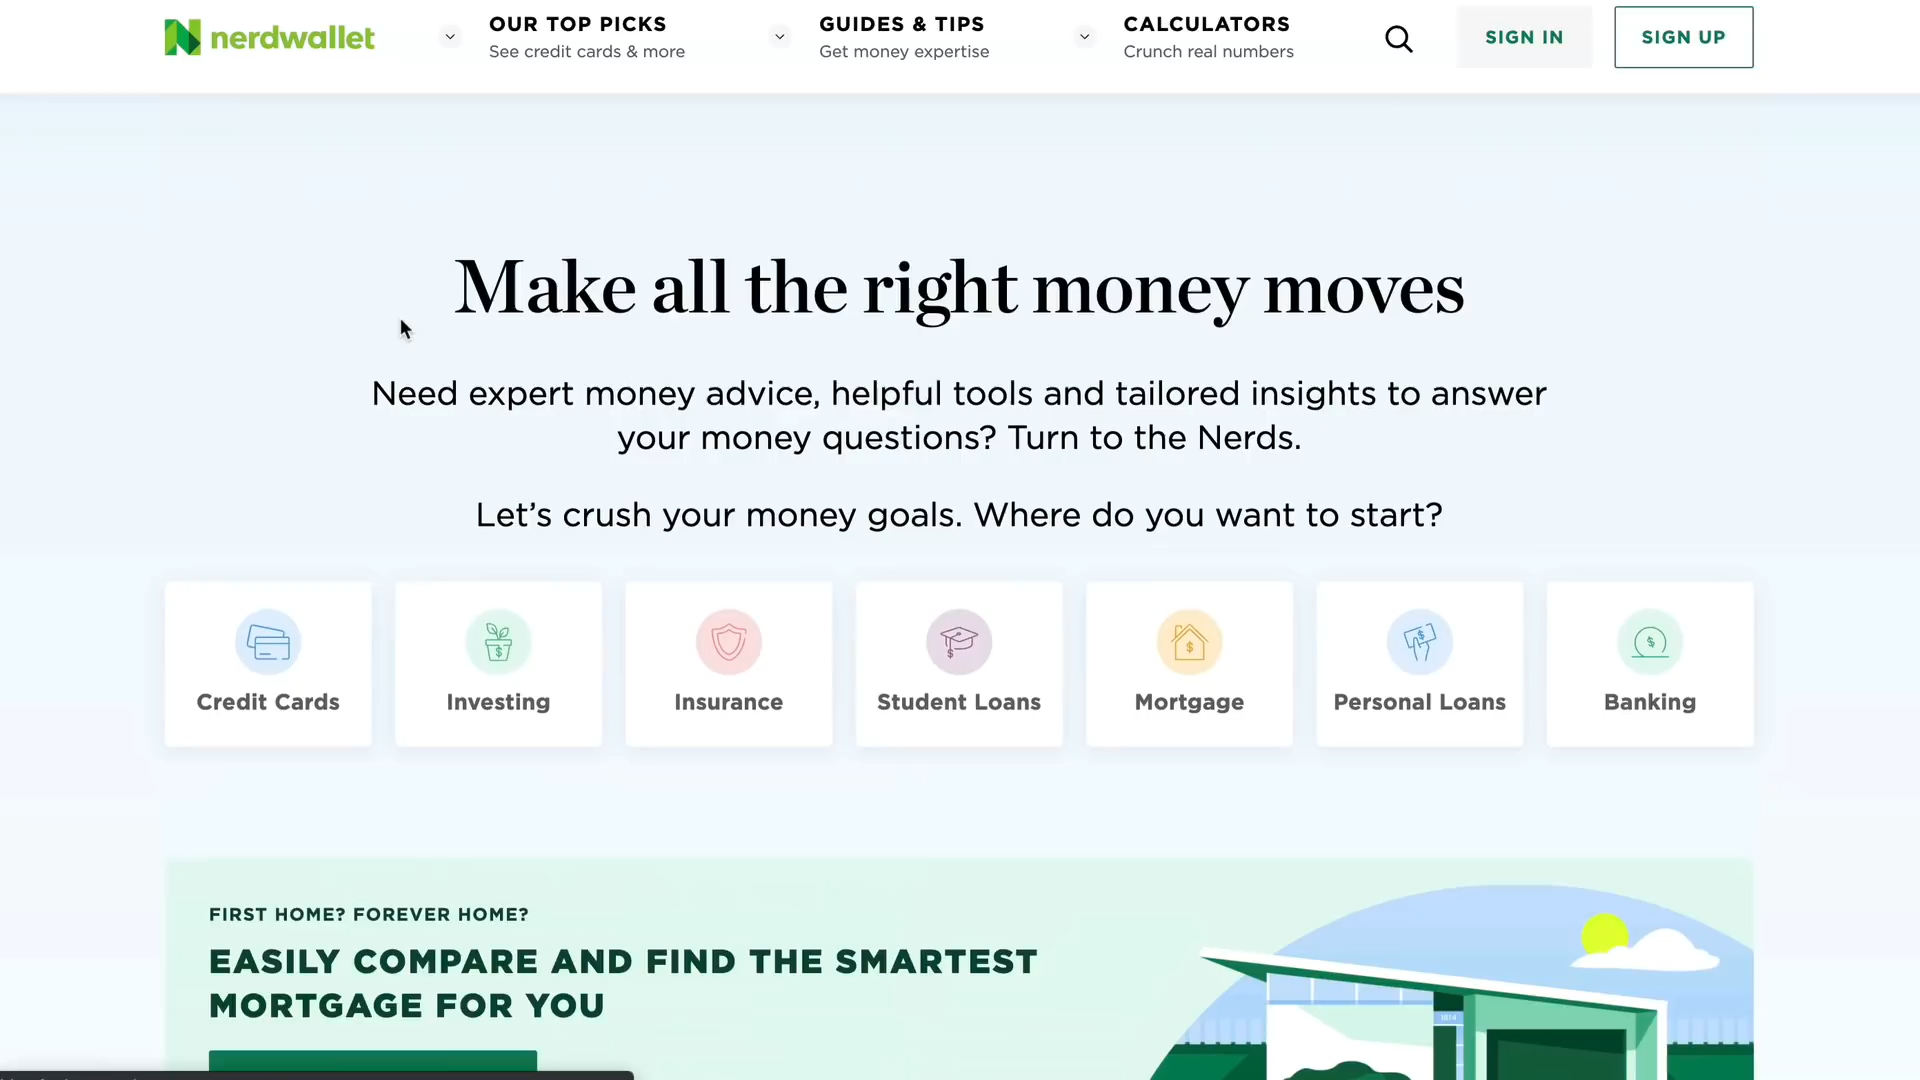 nerdwallet
OUR TOP PICKS
See credit cards & more
GUIDES & TIPS
Get money expertise
CALCULATORS
Crunch real numbers
SIGN IN
SIGN UP
Make all the right money moves
Need expert money advice, helpful tools and tailored insights to answer
your money questions? Turn to the Nerds.
Let’s crush your money goals. Where do you want to start?
Credit Cards
Investing
Insurance
Student Loans
Mortgage
Personal Loans
Banking
FIRST HOME? FOREVER HOME?
EASILY COMPARE AND FIND THE SMARTEST
MORTGAGE FOR YOU